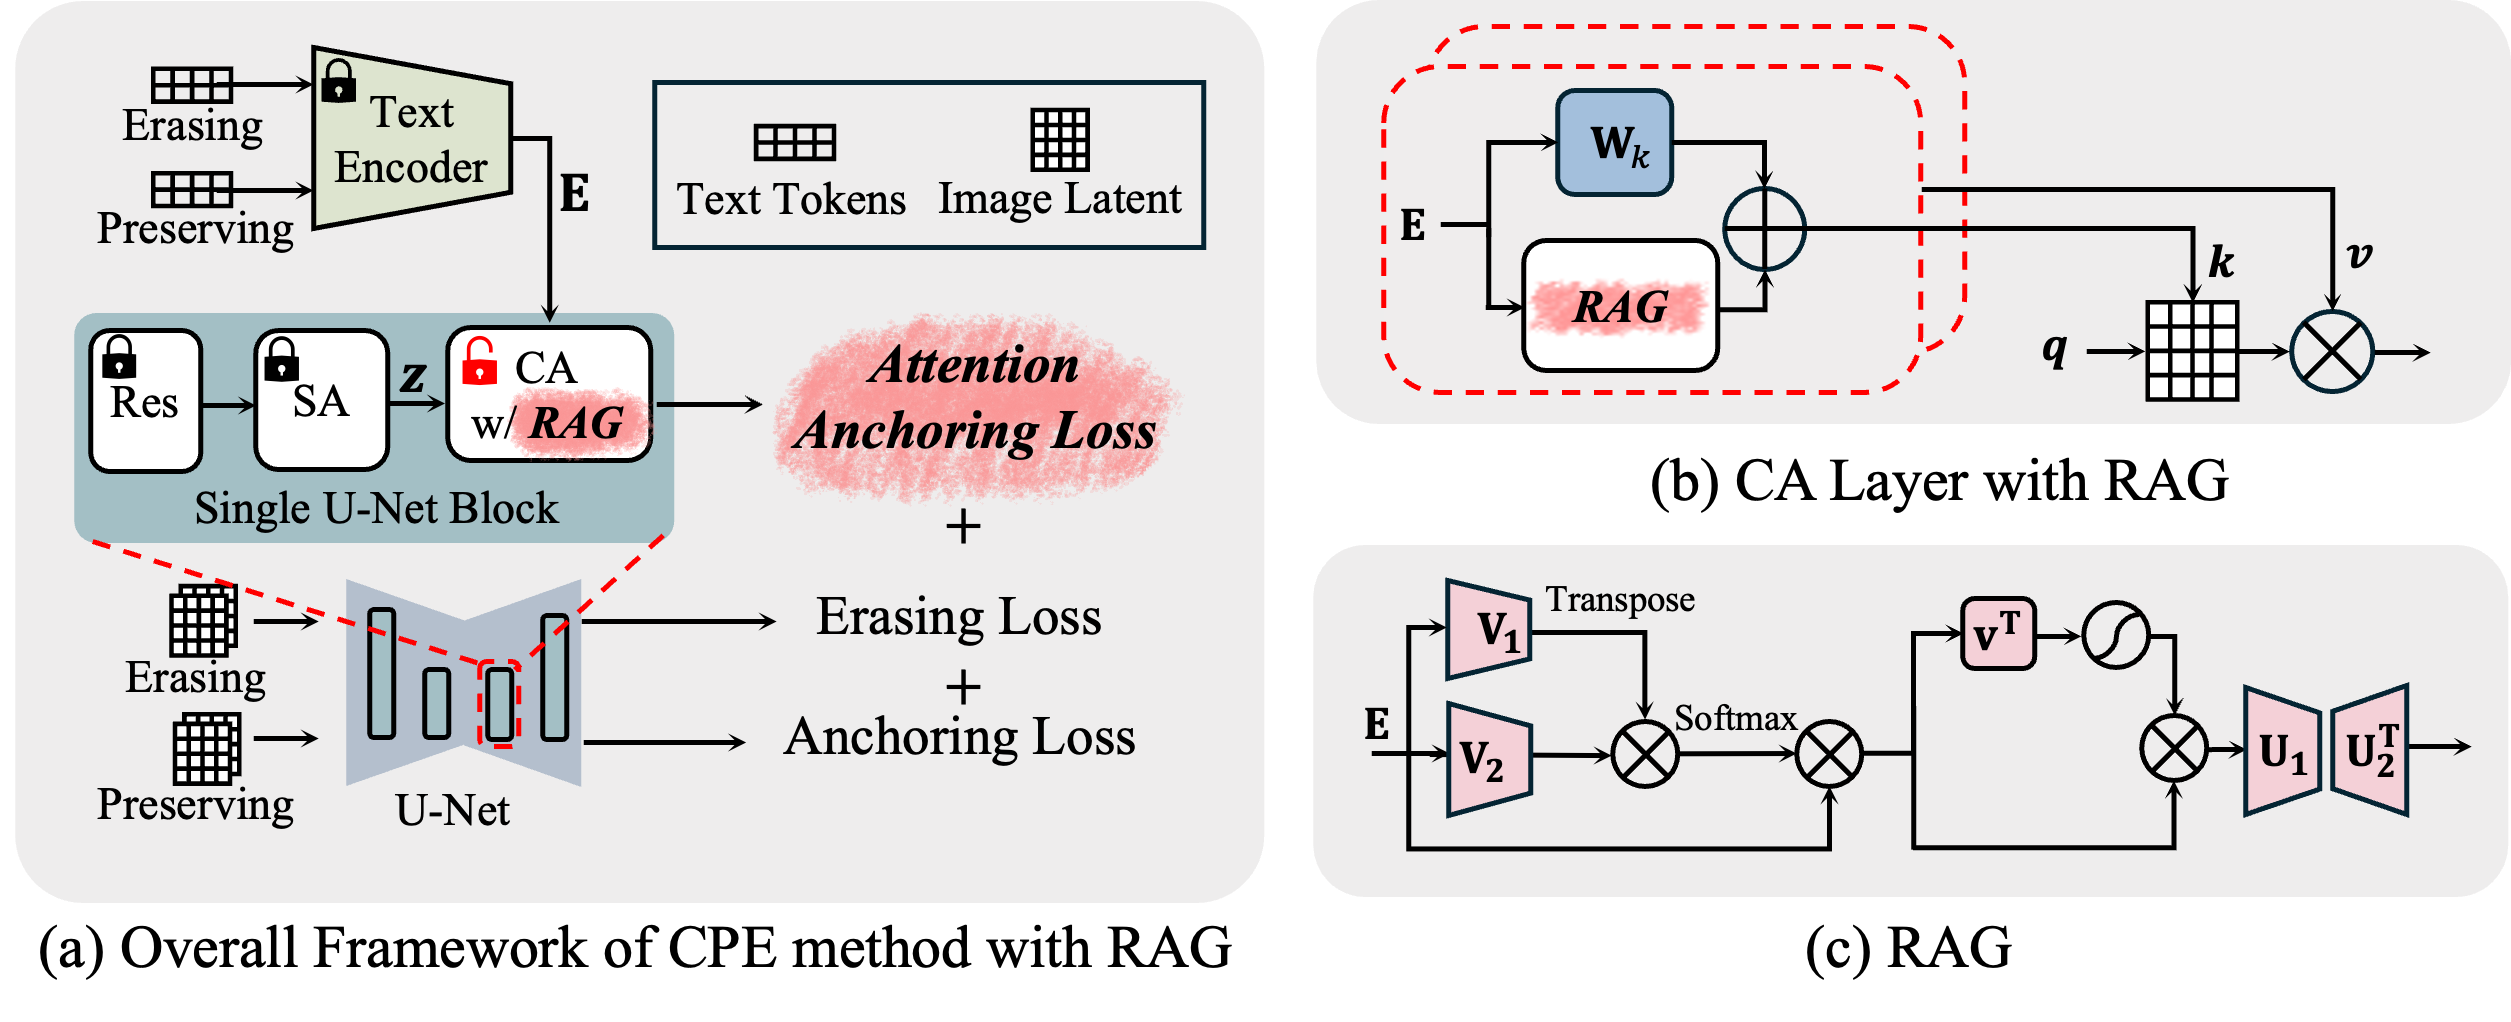 Erasing
Preserving
Text
Encoder
E
Text Tokens
Image Latent
Res
SA
z
CA
w/ RAG
Single U-Net Block
Attention
Anchoring Loss
+
Erasing Loss
+
Anchoring Loss
Erasing
Preserving
U-Net
(a) Overall Framework of CPE method with RAG
E
W_k
RAG
k
v
q
(b) CA Layer with RAG
E
V_1
Transpose
V_2
Softmax
v^T
U_1
U_2^T
(c) RAG